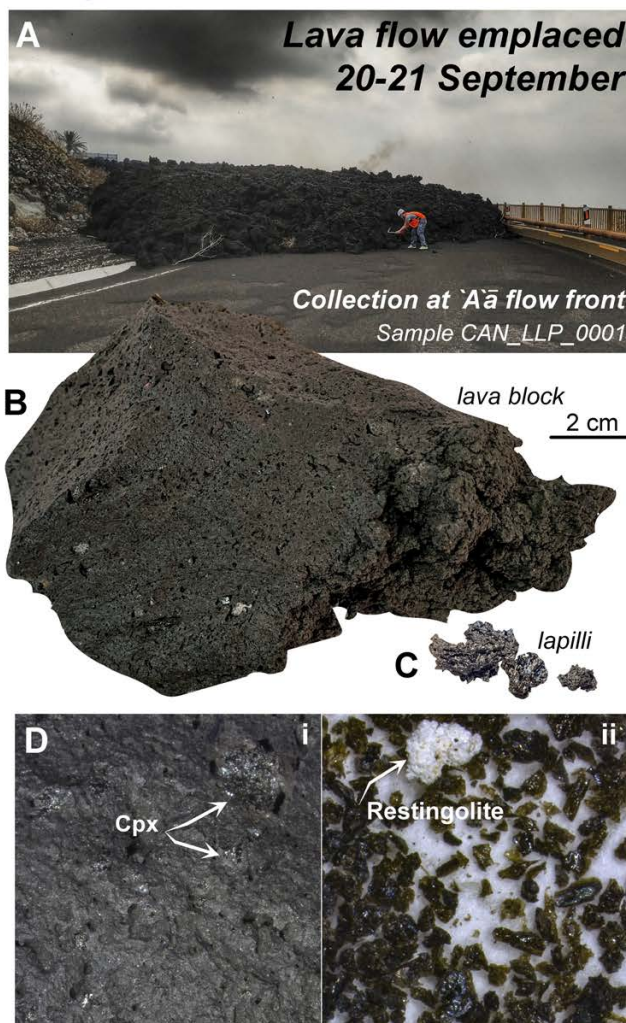 A
Lava flow emplaced
20-21 September
Collection at `A`ā flow front
Sample CAN_LLP_0001
B
lava block
2 cm
C
lapilli
D
i
Cpx
ii
Restingolite